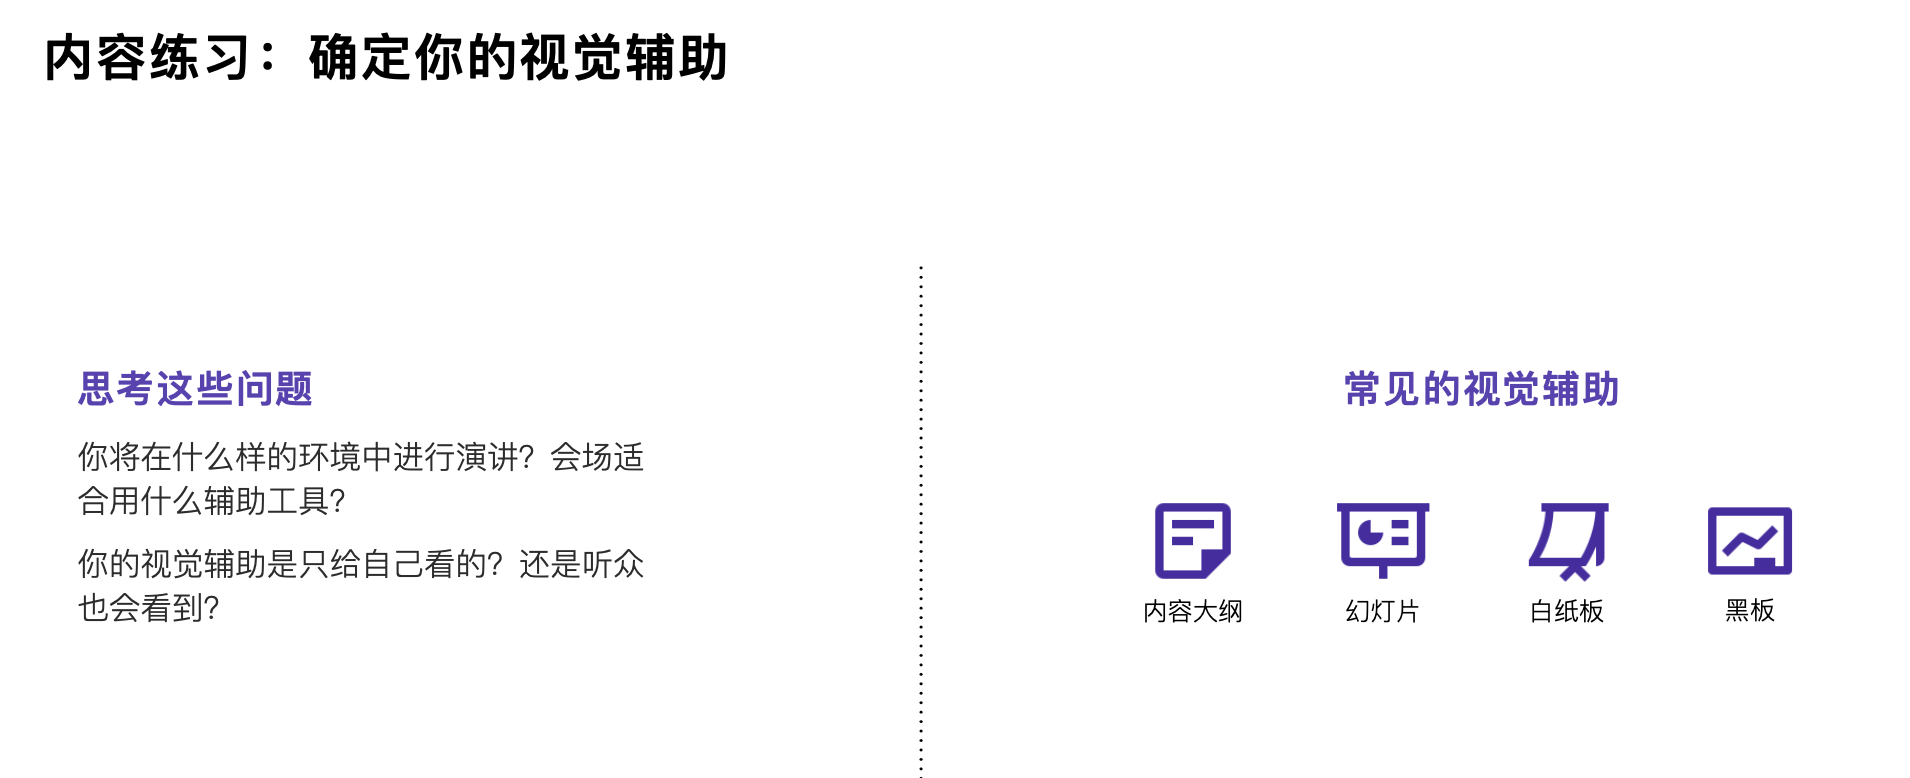 内容练习：确定你的视觉辅助
思考这些问题
你将在什么样的环境中进行演讲？会场适
合用什么辅助工具？
你的视觉辅助是只给自己看的？还是听众
也会看到？
常见的视觉辅助
内容大纲
幻灯片
白纸板
黑板